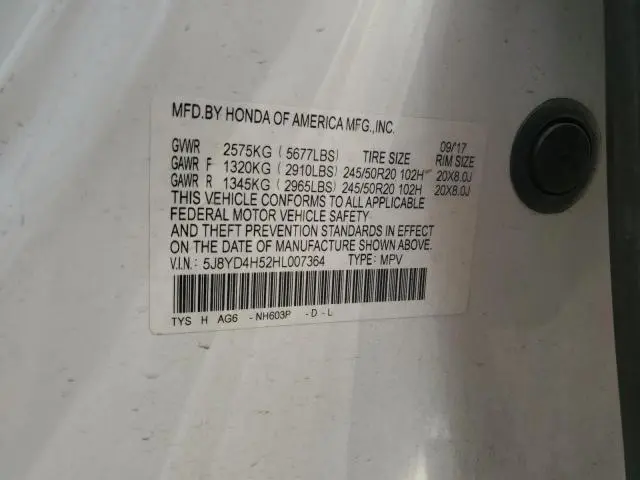 MFD.BY HONDA OF AMERICA MFG.,INC.
09/17
GVWR 2575KG (5677LBS) TIRE SIZE RIM SIZE
GAWR F 1320KG (2910LBS) 245/50R20 102H 20X8.0J
GAWR R 1345KG (2965LBS) 245/50R20 102H 20X8.0J
THIS VEHICLE CONFORMS TO ALL APPLICABLE
FEDERAL MOTOR VEHICLE SAFETY
AND THEFT PREVENTION STANDARDS IN EFFECT
ON THE DATE OF MANUFACTURE SHOWN ABOVE.
V.I.N.: 5J8YD4H52HL007364 TYPE: MPV
TYS H AG6 - NH603P - D - L